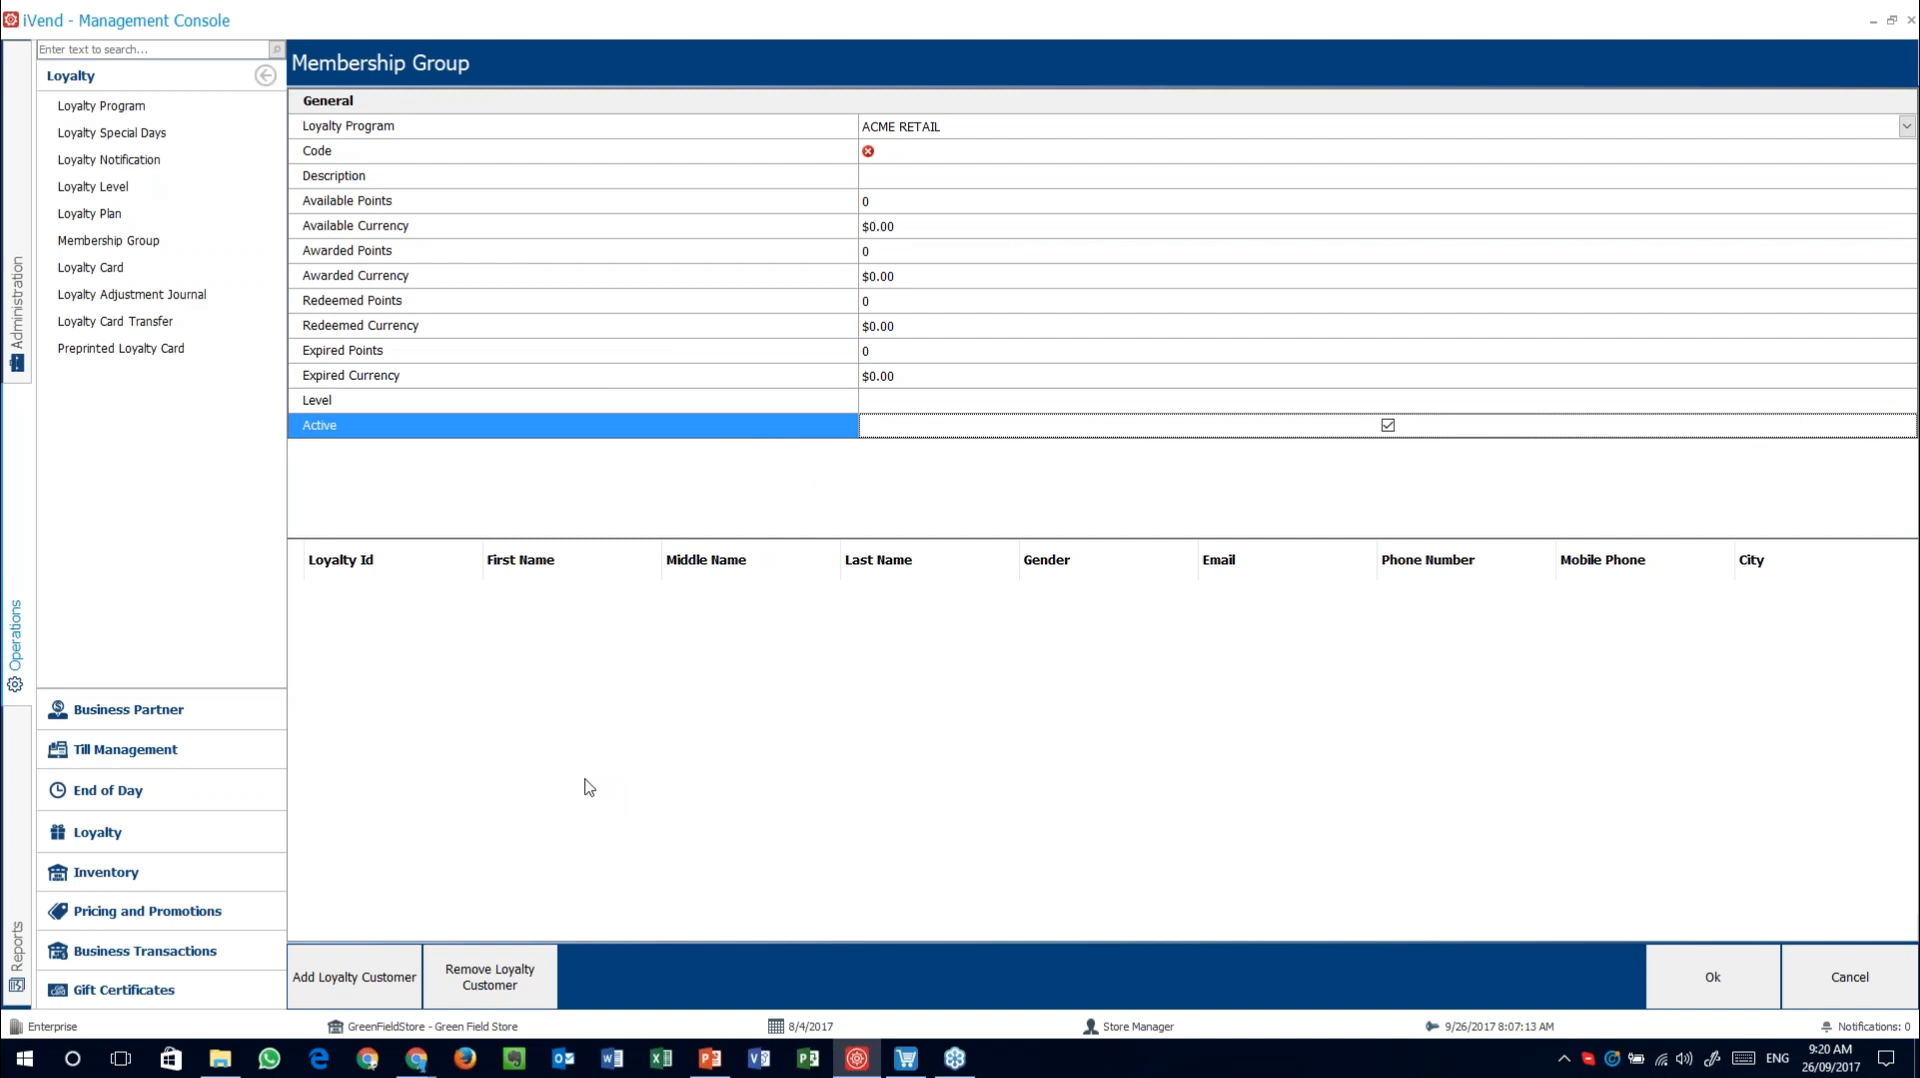 iVend - Management Console
Enter text to search...
Loyalty
Loyalty Program
Loyalty Special Days
Loyalty Notification
Loyalty Level
Loyalty Plan
Membership Group
Loyalty Card
Loyalty Adjustment Journal
Loyalty Card Transfer
Preprinted Loyalty Card
Administration
Operations
Reports
Business Partner
Till Management
End of Day
Loyalty
Inventory
Pricing and Promotions
Business Transactions
Gift Certificates
Membership Group
General
Loyalty Program ACME RETAIL
Code
Description
Available Points 0
Available Currency $0.00
Awarded Points 0
Awarded Currency $0.00
Redeemed Points 0
Redeemed Currency $0.00
Expired Points 0
Expired Currency $0.00
Level
Active
Loyalty Id First Name Middle Name Last Name Gender Email Phone Number Mobile Phone City
Add Loyalty Customer
Remove Loyalty
Customer
Ok
Cancel
Enterprise GreenFieldStore - Green Field Store 8/4/2017 Store Manager 9/26/2017 8:07:13 AM Notifications: 0
ENG
9:20 AM
26/09/2017